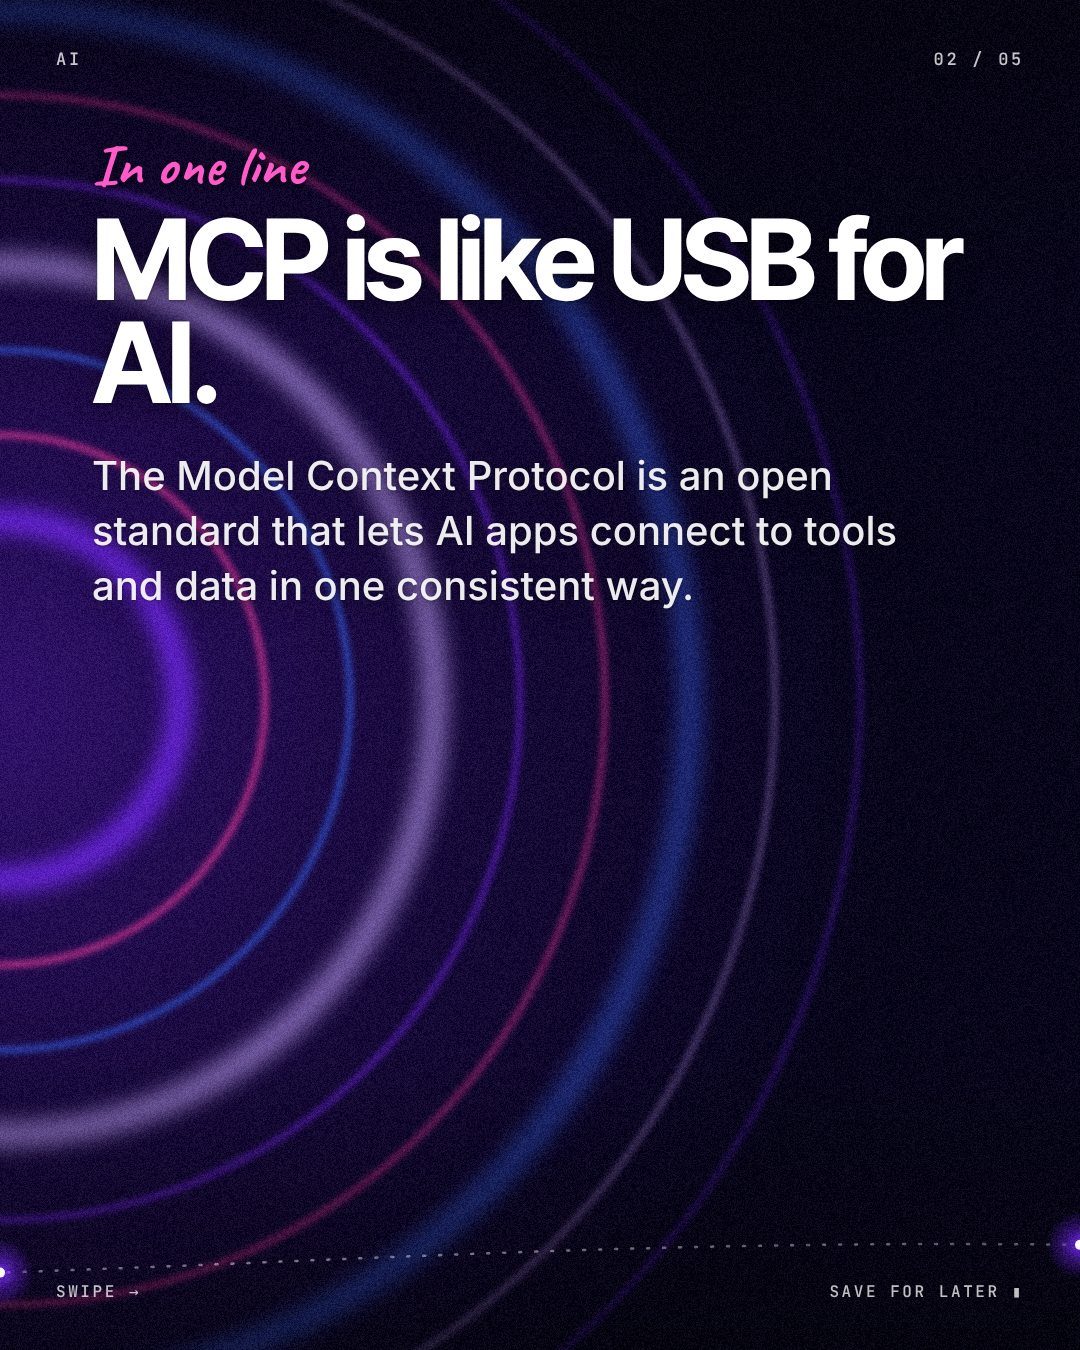 AI
02 / 05
In one line
MCP is like USB for
AI.
The Model Context Protocol is an open
standard that lets AI apps connect to tools
and data in one consistent way.
SWIPE →
SAVE FOR LATER ▮